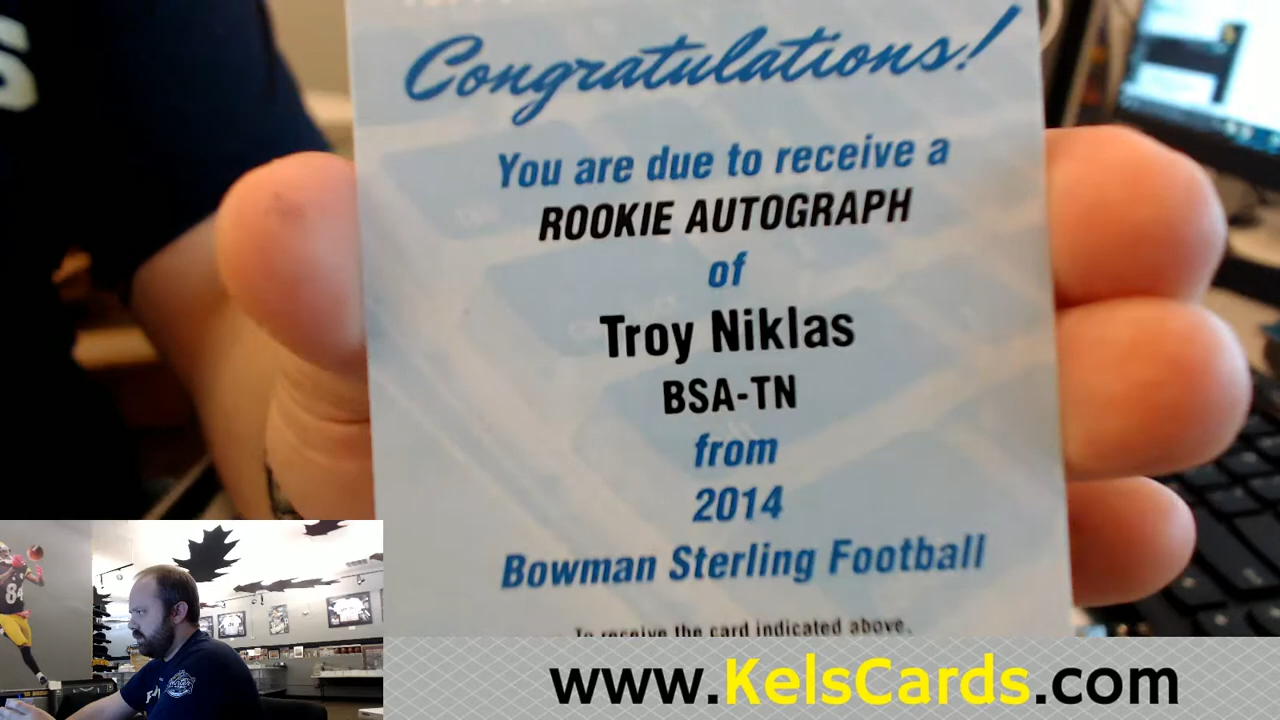 Congratulations!
You are due to receive a
ROOKIE AUTOGRAPH
of
Troy Niklas
BSA-TN
from
2014
Bowman Sterling Football
To receive the card indicated above,
84
www.KelsCards.com